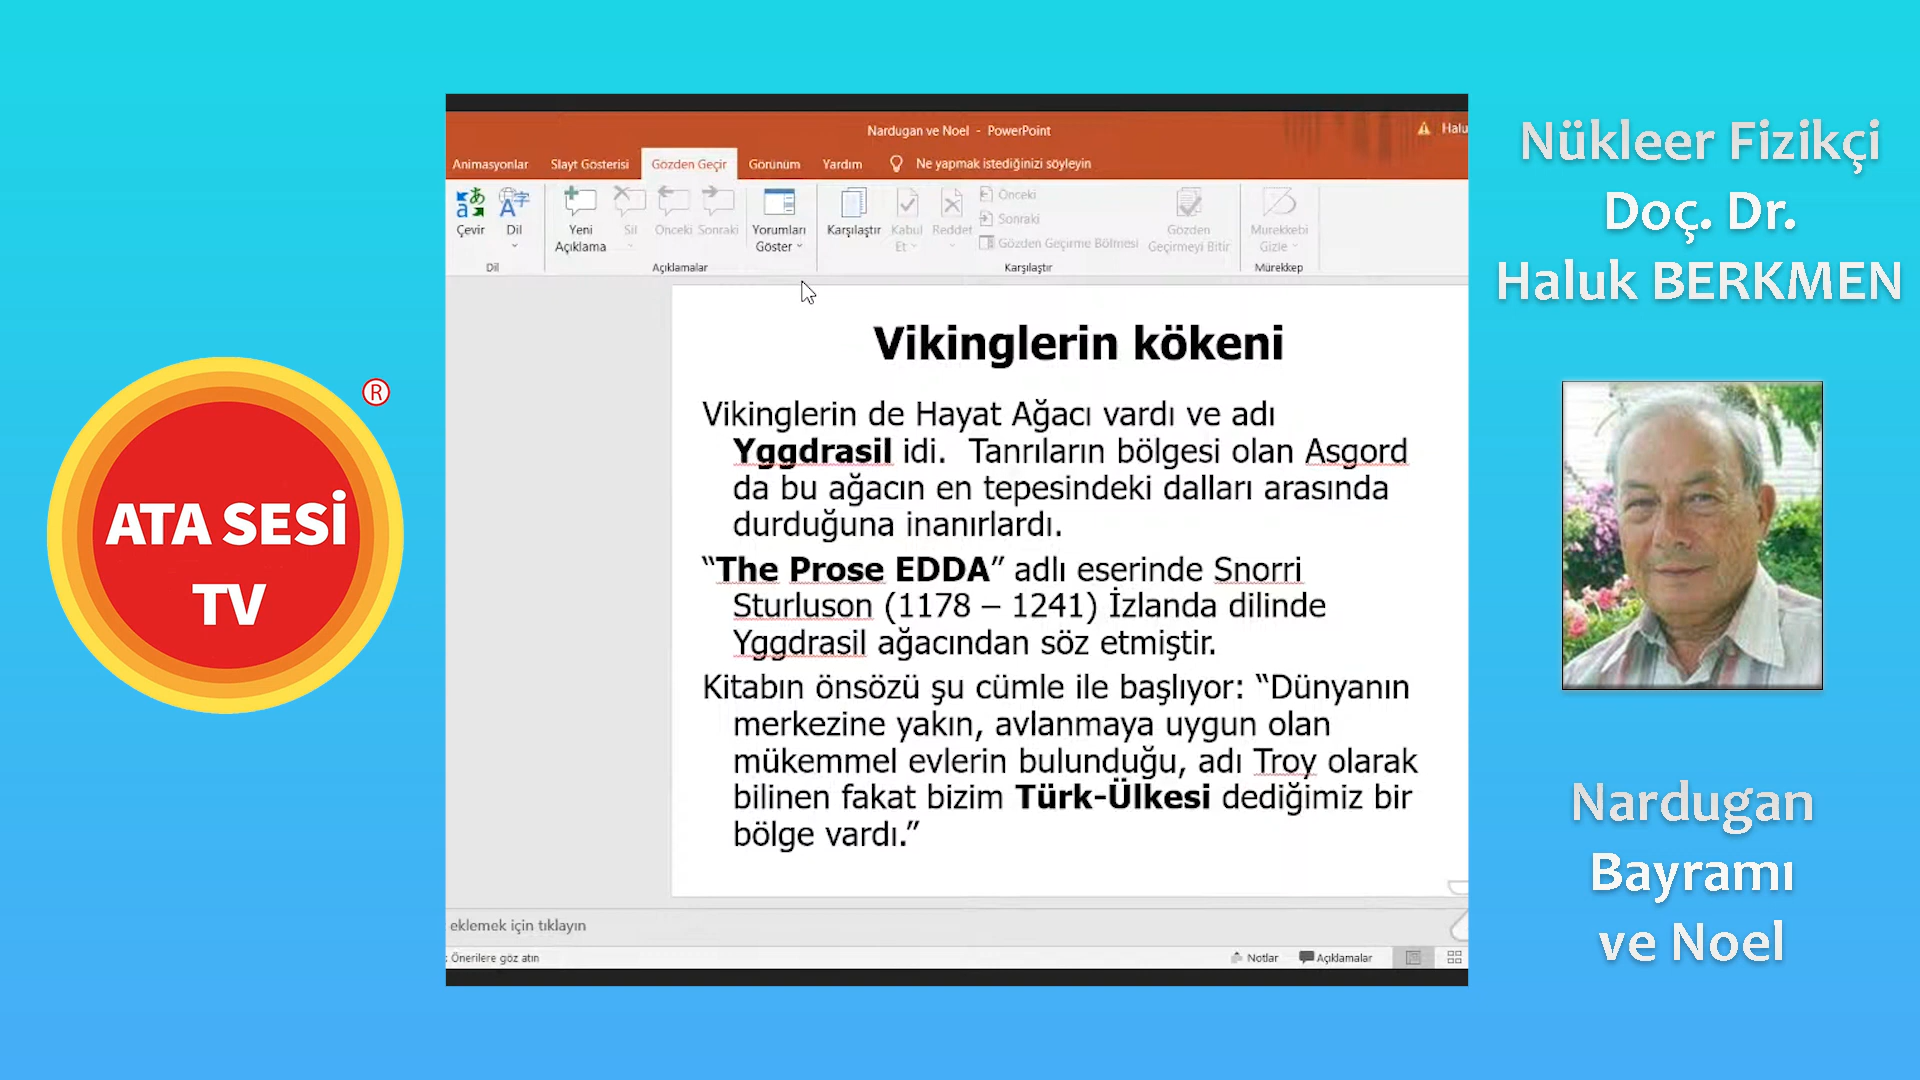 Nardugan ve Noel - PowerPoint
Halu
Animasyonlar Slayt Gösterisi Gözden Geçir Görünüm Yardım Ne yapmak istediğinizi söyleyin
Çevir Dil
Dil
Yeni Açıklama Sil Önceki Sonraki Yorumları Göster
Açıklamalar
Karşılaştır Kabul Et Reddet
Önceki
Sonraki
Gözden Geçirme Bölmesi
Gözden Geçirmeyi Bitir
Karşılaştır
Mürekkebi Gizle
Mürekkep
Vikinglerin kökeni
Vikinglerin de Hayat Ağacı vardı ve adı
Yggdrasil idi. Tanrıların bölgesi olan Asgord
da bu ağacın en tepesindeki dalları arasında
durduğuna inanırlardı.
“The Prose EDDA” adlı eserinde Snorri
Sturluson (1178 – 1241) İzlanda dilinde
Yggdrasil ağacından söz etmiştir.
Kitabın önsözü şu cümle ile başlıyor: “Dünyanın
merkezine yakın, avlanmaya uygun olan
mükemmel evlerin bulunduğu, adı Troy olarak
bilinen fakat bizim Türk-Ülkesi dediğimiz bir
bölge vardı.”
eklemek için tıklayın
: Önerilere göz atın
Notlar Açıklamalar
ATA SESİ
TV
®
Nükleer Fizikçi
Doç. Dr.
Haluk BERKMEN
Nardugan
Bayramı
ve Noel